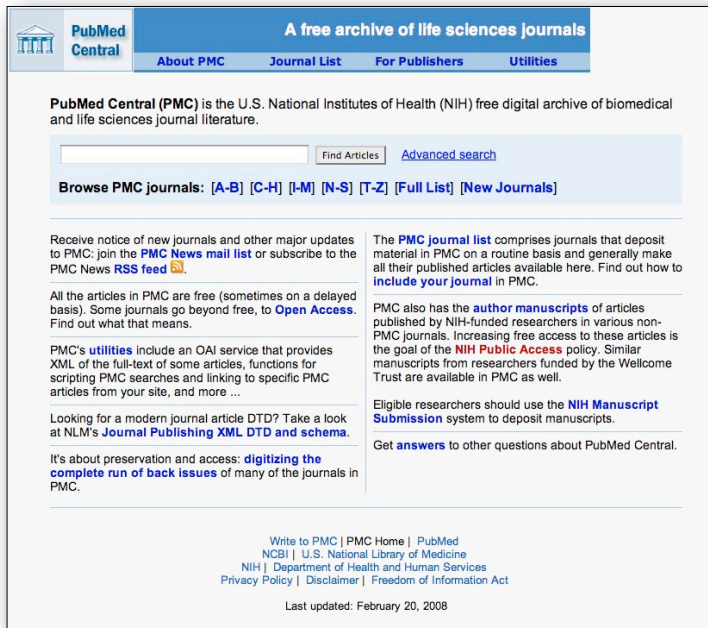 PubMed
Central
A free archive of life sciences journals
About PMC Journal List For Publishers Utilities
PubMed Central (PMC) is the U.S. National Institutes of Health (NIH) free digital archive of biomedical
and life sciences journal literature.
Find Articles Advanced search
Browse PMC journals: [A-B] [C-H] [I-M] [N-S] [T-Z] [Full List] [New Journals]
Receive notice of new journals and other major updates
to PMC: join the PMC News mail list or subscribe to the
PMC News RSS feed.
All the articles in PMC are free (sometimes on a delayed
basis). Some journals go beyond free, to Open Access.
Find out what that means.
PMC's utilities include an OAI service that provides
XML of the full-text of some articles, functions for
scripting PMC searches and linking to specific PMC
articles from your site, and more ...
Looking for a modern journal article DTD? Take a look
at NLM's Journal Publishing XML DTD and schema.
It's about preservation and access: digitizing the
complete run of back issues of many of the journals in
PMC.
The PMC journal list comprises journals that deposit
material in PMC on a routine basis and generally make
all their published articles available here. Find out how to
include your journal in PMC.
PMC also has the author manuscripts of articles
published by NIH-funded researchers in various non-
PMC journals. Increasing free access to these articles is
the goal of the NIH Public Access policy. Similar
manuscripts from researchers funded by the Wellcome
Trust are available in PMC as well.
Eligible researchers should use the NIH Manuscript
Submission system to deposit manuscripts.
Get answers to other questions about PubMed Central.
Write to PMC | PMC Home | PubMed
NCBI | U.S. National Library of Medicine
NIH | Department of Health and Human Services
Privacy Policy | Disclaimer | Freedom of Information Act
Last updated: February 20, 2008